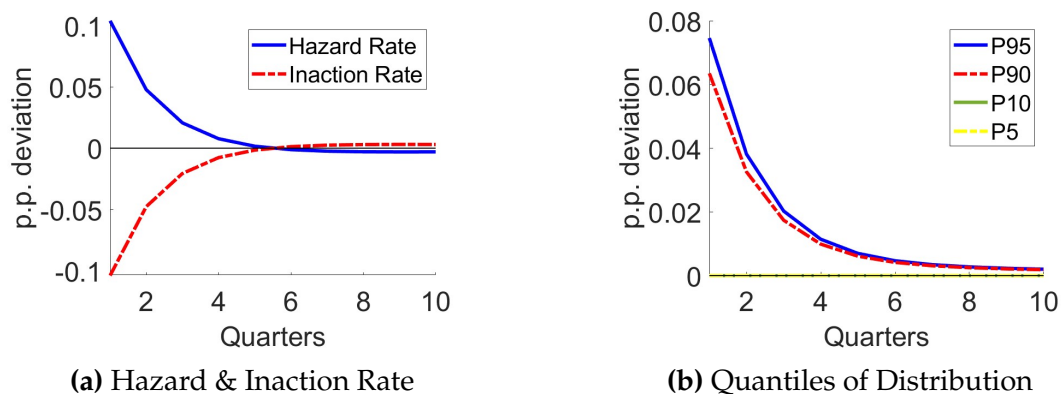 0.1
0.05
0
-0.05
-0.1
p.p. deviation
Hazard Rate
Inaction Rate
2 4 6 8 10
Quarters
(a) Hazard & Inaction Rate
0.08
0.06
0.04
0.02
0
p.p. deviation
P95
P90
P10
P5
2 4 6 8 10
Quarters
(b) Quantiles of Distribution